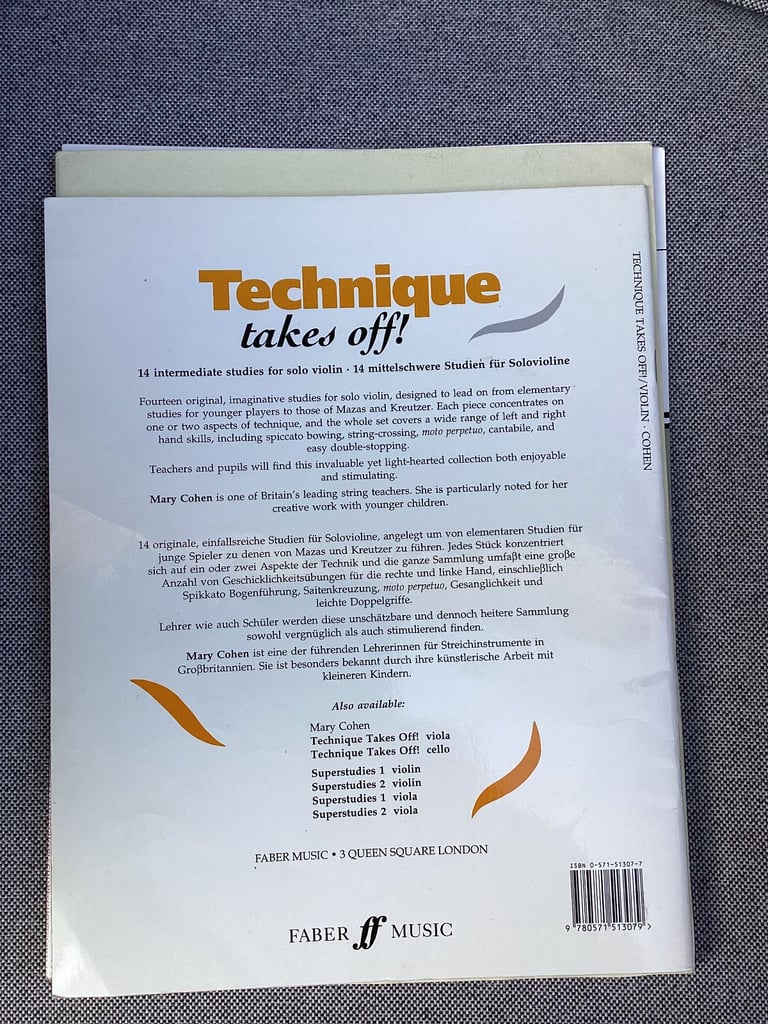 Technique
takes off!
14 intermediate studies for solo violin · 14 mittelschwere Studien für Solovioline
Fourteen original, imaginative studies for solo violin, designed to lead on from elementary
studies for younger players to those of Mazas and Kreutzer. Each piece concentrates on
one or two aspects of technique, and the whole set covers a wide range of left and right
hand skills, including spiccato bowing, string-crossing, moto perpetuo, cantabile, and
easy double-stopping.
Teachers and pupils will find this invaluable yet light-hearted collection both enjoyable
and stimulating.
Mary Cohen is one of Britain's leading string teachers. She is particularly noted for her
creative work with younger children.
14 originale, einfallsreiche Studien für Solovioline, angelegt um von elementaren Studien für
junge Spieler zu denen von Mazas und Kreutzer zu führen. Jedes Stück konzentriert
sich auf ein oder zwei Aspekte der Technik und die ganze Sammlung umfaßt eine große
Anzahl von Geschicklichkeitsübungen für die rechte und linke Hand, einschließlich
Spikkato Bogenführung, Saitenkreuzung, moto perpetuo, Gesanglichkeit und
leichte Doppelgriffe.
Lehrer wie auch Schüler werden diese unschätzbare und dennoch heitere Sammlung
sowohl vergnüglich als auch stimulierend finden.
Mary Cohen ist eine der führenden Lehrerinnen für Streichinstrumente in
Großbritannien. Sie ist besonders bekannt durch ihre künstlerische Arbeit mit
kleineren Kindern.
Also available:
Mary Cohen
Technique Takes Off! viola
Technique Takes Off! cello
Superstudies 1 violin
Superstudies 2 violin
Superstudies 1 viola
Superstudies 2 viola
FABER MUSIC • 3 QUEEN SQUARE LONDON
FABER ff MUSIC
ISBN 0-571-51307-7
9 780571 513079 >
TECHNIQUE TAKES OFF!/VIOLIN · COHEN